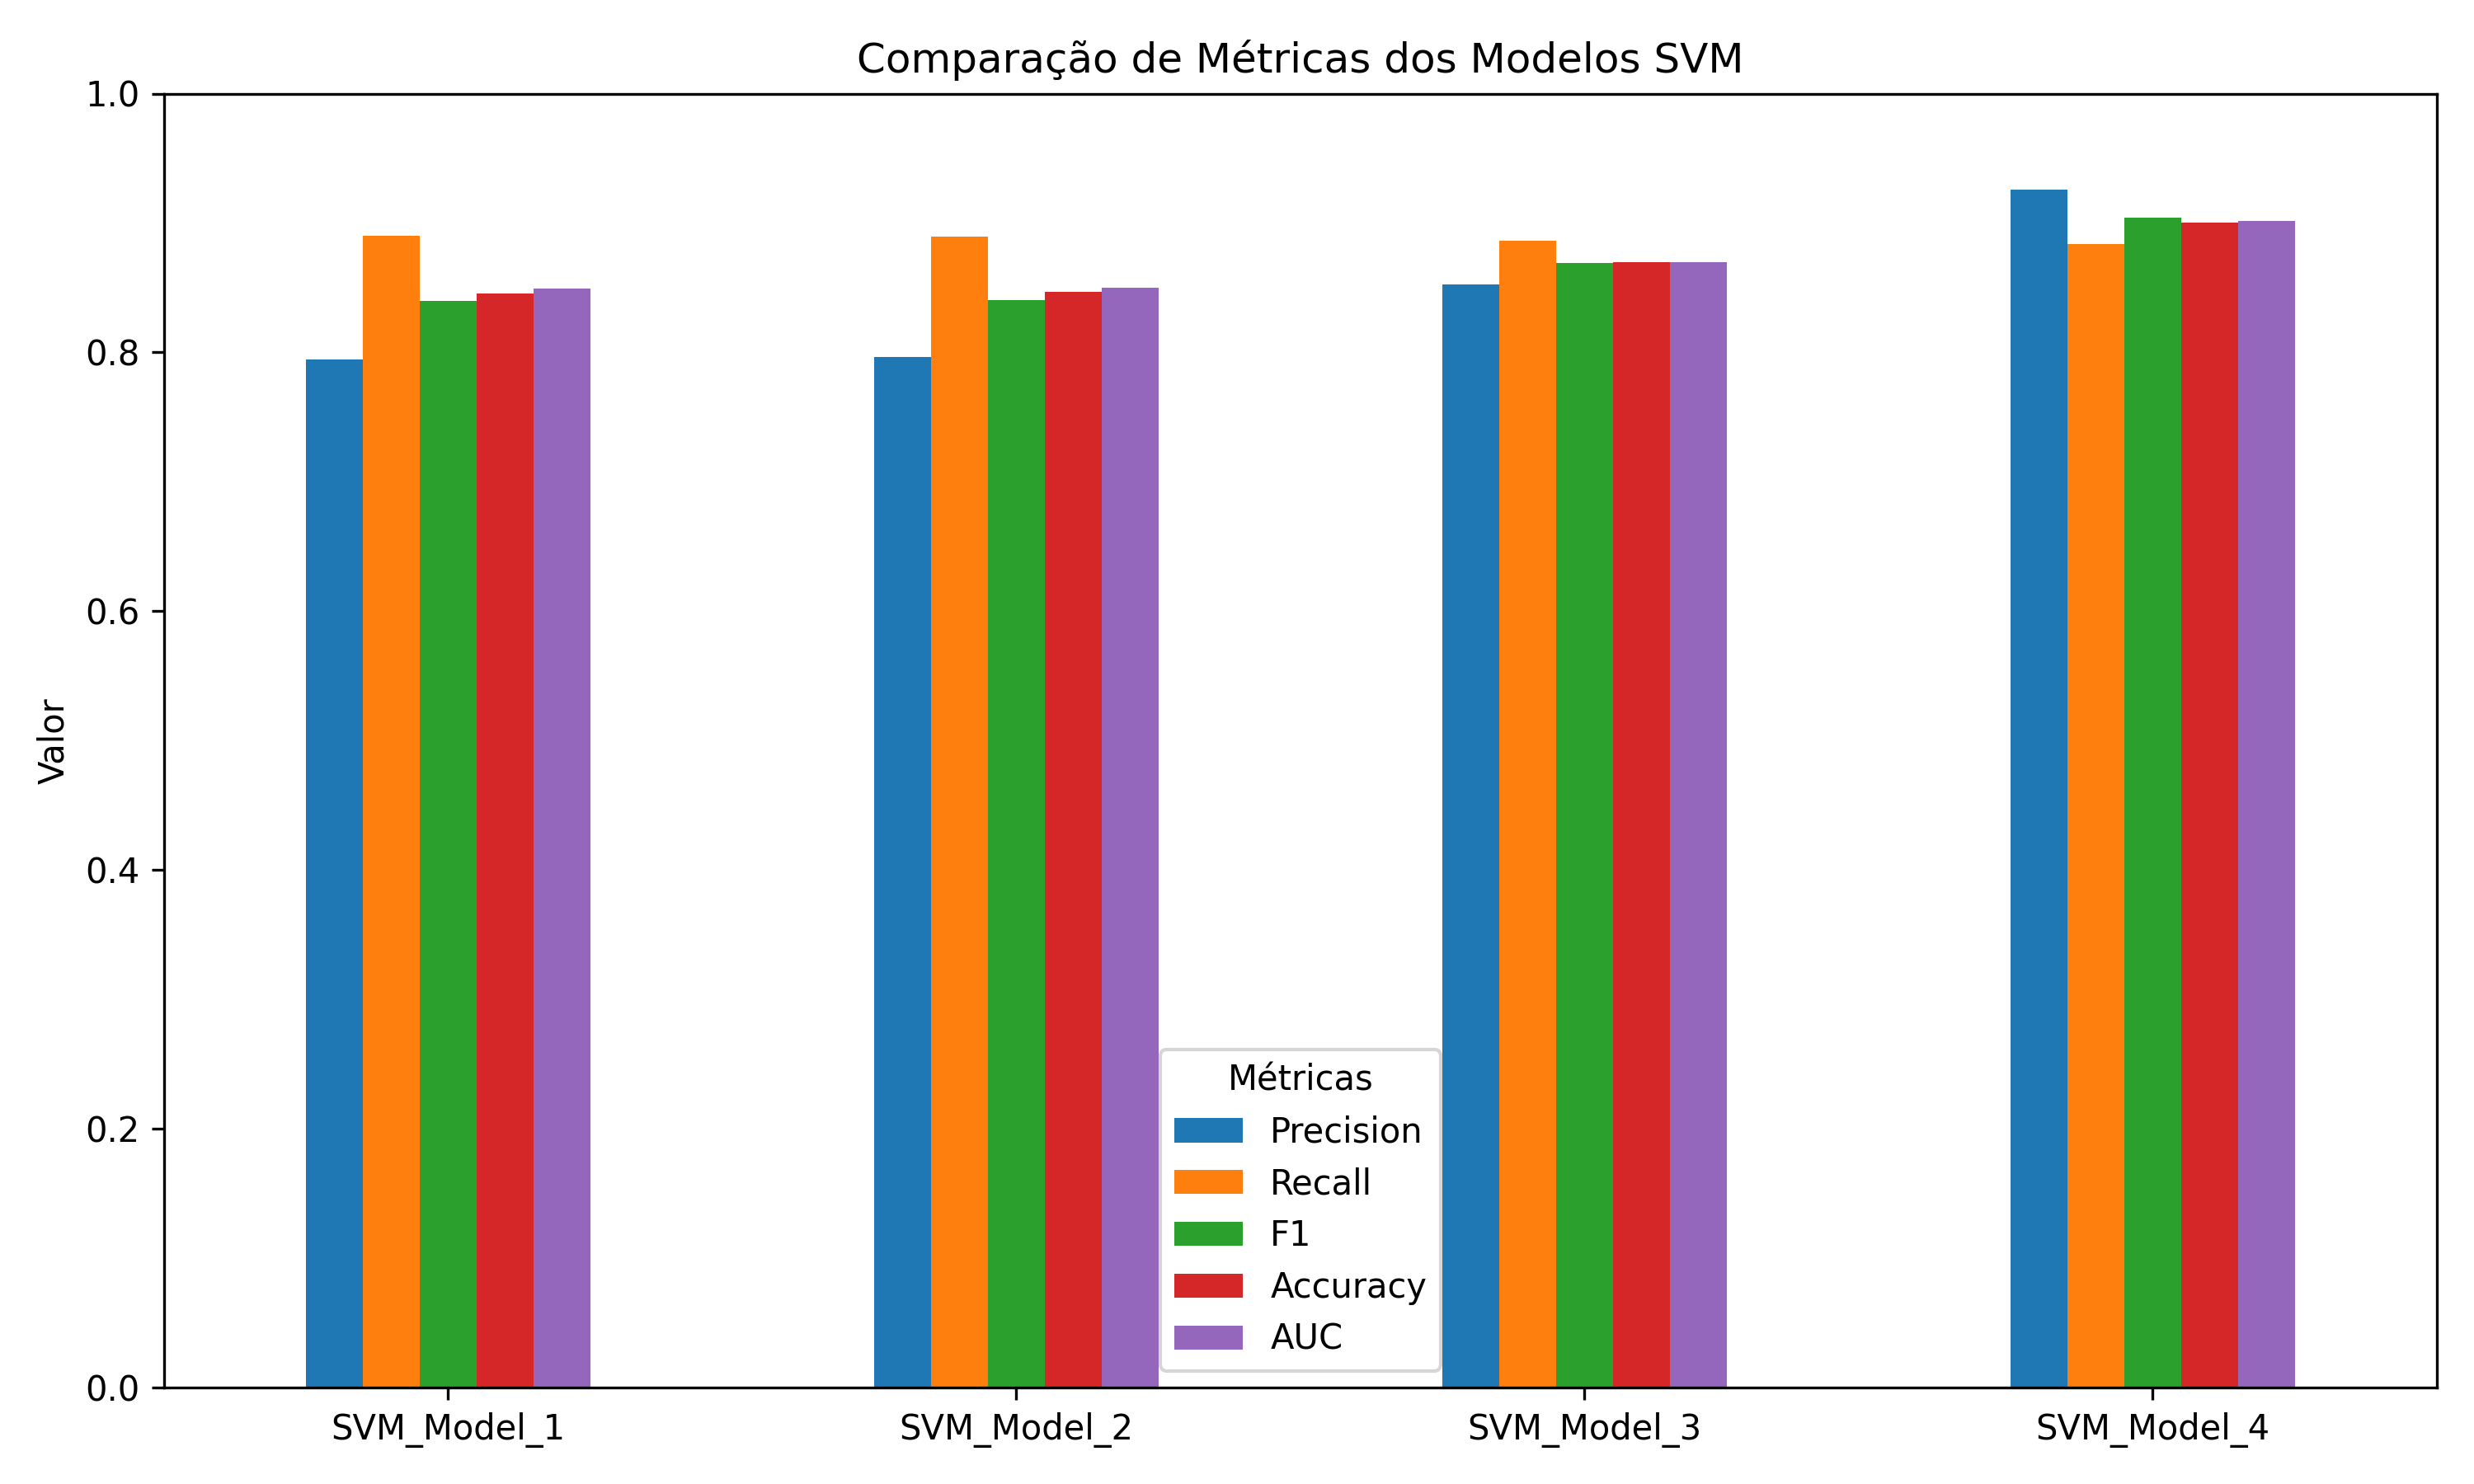 Comparação de Métricas dos Modelos SVM
1.0
0.8
0.6
0.4
0.2
0.0
Valor
Métricas
Precision
Recall
F1
Accuracy
AUC
SVM_Model_1
SVM_Model_2
SVM_Model_3
SVM_Model_4